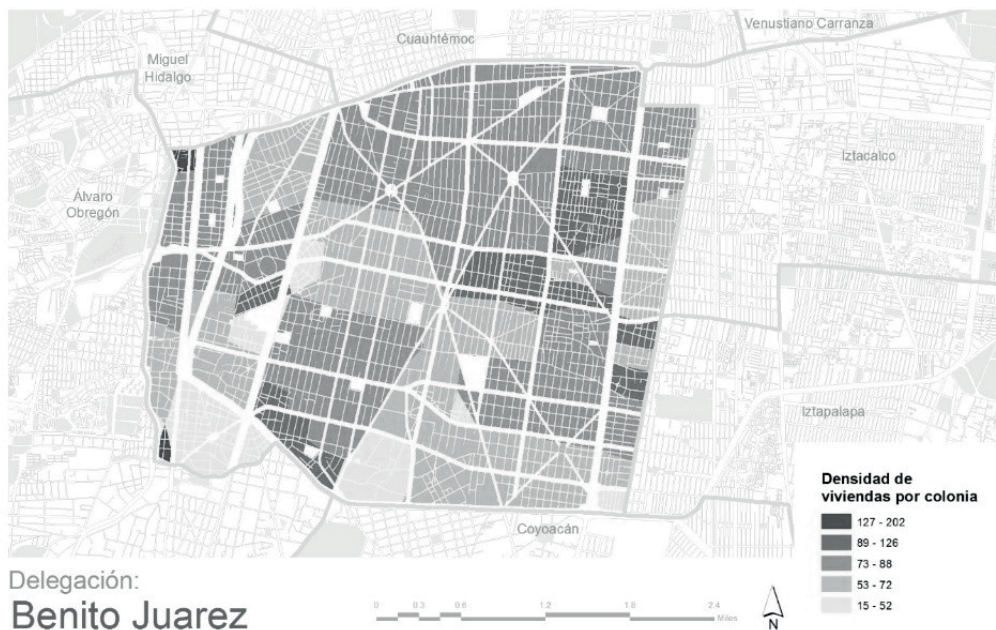 Venustiano Carranza
Cuauhtémoc
Miguel
Hidalgo
Iztacalco
Álvaro
Obregón
Iztapalapa
Coyoacán
Densidad de
viviendas por colonia
127 - 202
89 - 126
73 - 88
53 - 72
15 - 52
Delegación:
Benito Juarez
0 0.3 0.6 1.2 1.8 2.4
Miles
N